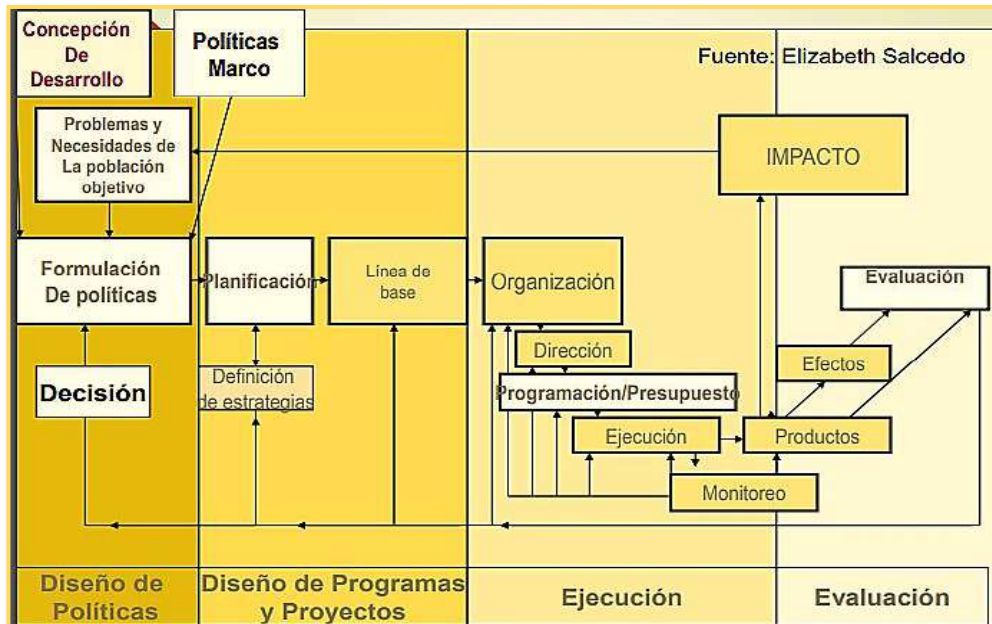 Concepción
De
Desarrollo
Políticas
Marco
Fuente: Elizabeth Salcedo
Problemas y
Necesidades de
La población
objetivo
IMPACTO
Formulación
De políticas
Planificación
Línea de
base
Organización
Evaluación
Dirección
Efectos
Decisión
Definición
de estrategias
Programación/Presupuesto
Ejecución
Productos
Monitoreo
Diseño de
Políticas
Diseño de Programas
y Proyectos
Ejecución
Evaluación